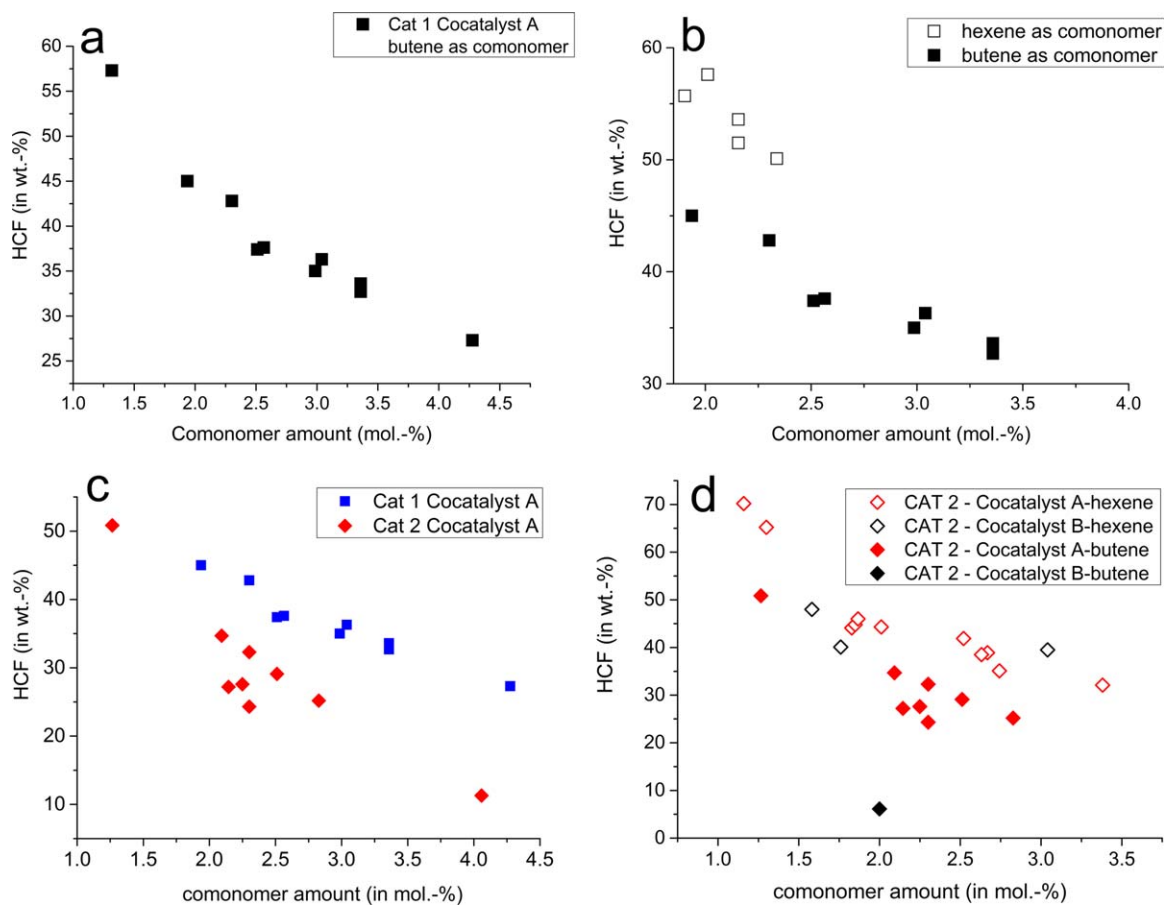 a
Cat 1 Cocatalyst A
butene as comonomer
HCF (in wt.-%)
60
55
50
45
40
35
30
25
1.0 1.5 2.0 2.5 3.0 3.5 4.0 4.5
Comonomer amount (mol.-%)
b
hexene as comonomer
butene as comonomer
HCF (in wt.-%)
60
50
40
30
2.0 2.5 3.0 3.5 4.0
Comonomer amount (mol.-%)
c
Cat 1 Cocatalyst A
Cat 2 Cocatalyst A
HCF (in wt.-%)
50
40
30
20
10
1.0 1.5 2.0 2.5 3.0 3.5 4.0 4.5
comonomer amount (in mol.-%)
d
CAT 2 - Cocatalyst A-hexene
CAT 2 - Cocatalyst B-hexene
CAT 2 - Cocatalyst A-butene
CAT 2 - Cocatalyst B-butene
HCF (in wt.-%)
70
60
50
40
30
20
10
0
1.0 1.5 2.0 2.5 3.0 3.5
comonomer amount (in mol.-%)